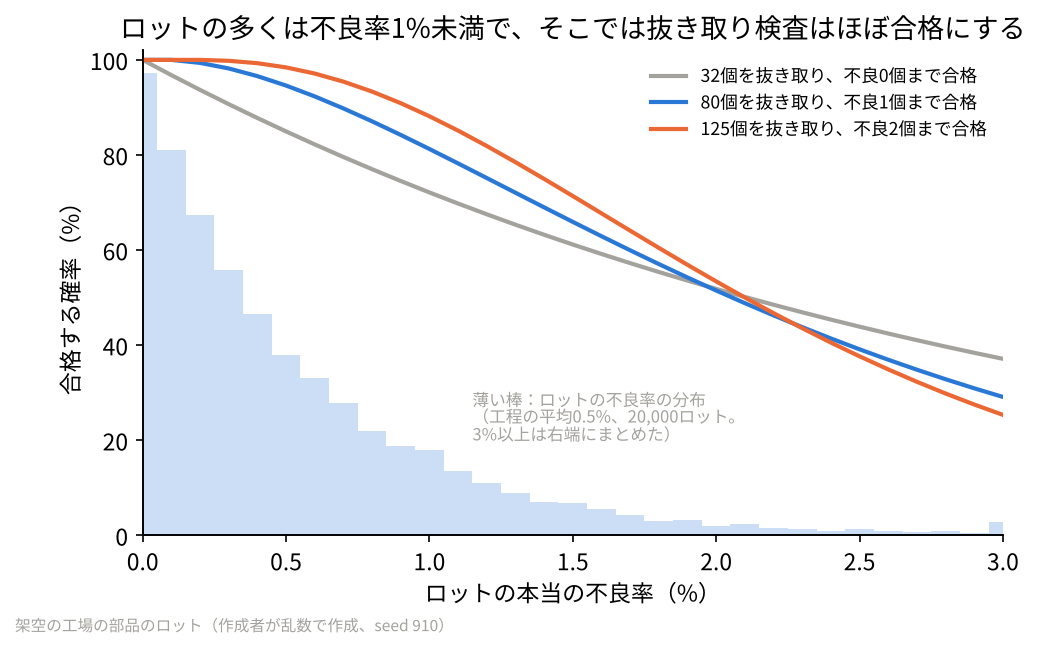 ロットの多くは不良率1%未満で、そこでは抜き取り検査はほぼ合格にする
32個を抜き取り、不良0個まで合格
80個を抜き取り、不良1個まで合格
125個を抜き取り、不良2個まで合格
合格する確率（%）
100
80
60
40
20
0
薄い棒：ロットの不良率の分布
（工程の平均0.5%、20,000ロット。
3%以上は右端にまとめた）
0.0 0.5 1.0 1.5 2.0 2.5 3.0
ロットの本当の不良率（%）
架空の工場の部品のロット（作成者が乱数で作成、seed 910）